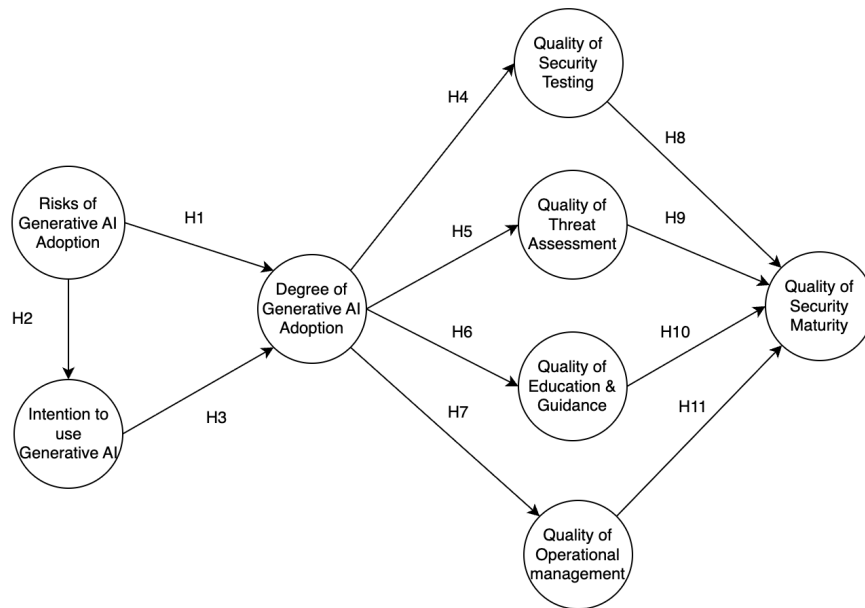 Quality of
Security
Testing
H4
H8
Risks of
Generative AI
Adoption
H1
Quality of
Threat
Assessment
H5
H9
Degree of
Generative AI
Adoption
Quality of
Security
Maturity
H2
H6
H10
Quality of
Education &
Guidance
Intention to
use
Generative AI
H3
H7
H11
Quality of
Operational
management